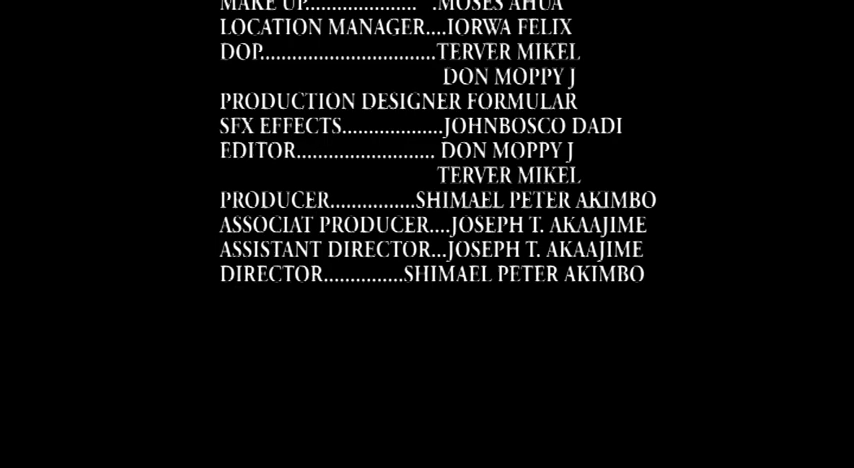 MAKE UP..................... .MOSES AHUA
LOCATION MANAGER....IORWA FELIX
DOP..................................TERVER MIKEL
DON MOPPY J
PRODUCTION DESIGNER FORMULAR
SFX EFFECTS...................JOHNBOSCO DADI
EDITOR........................... DON MOPPY J
TERVER MIKEL
PRODUCER................SHIMAEL PETER AKIMBO
ASSOCIAT PRODUCER....JOSEPH T. AKAAJIME
ASSISTANT DIRECTOR...JOSEPH T. AKAAJIME
DIRECTOR...............SHIMAEL PETER AKIMBO